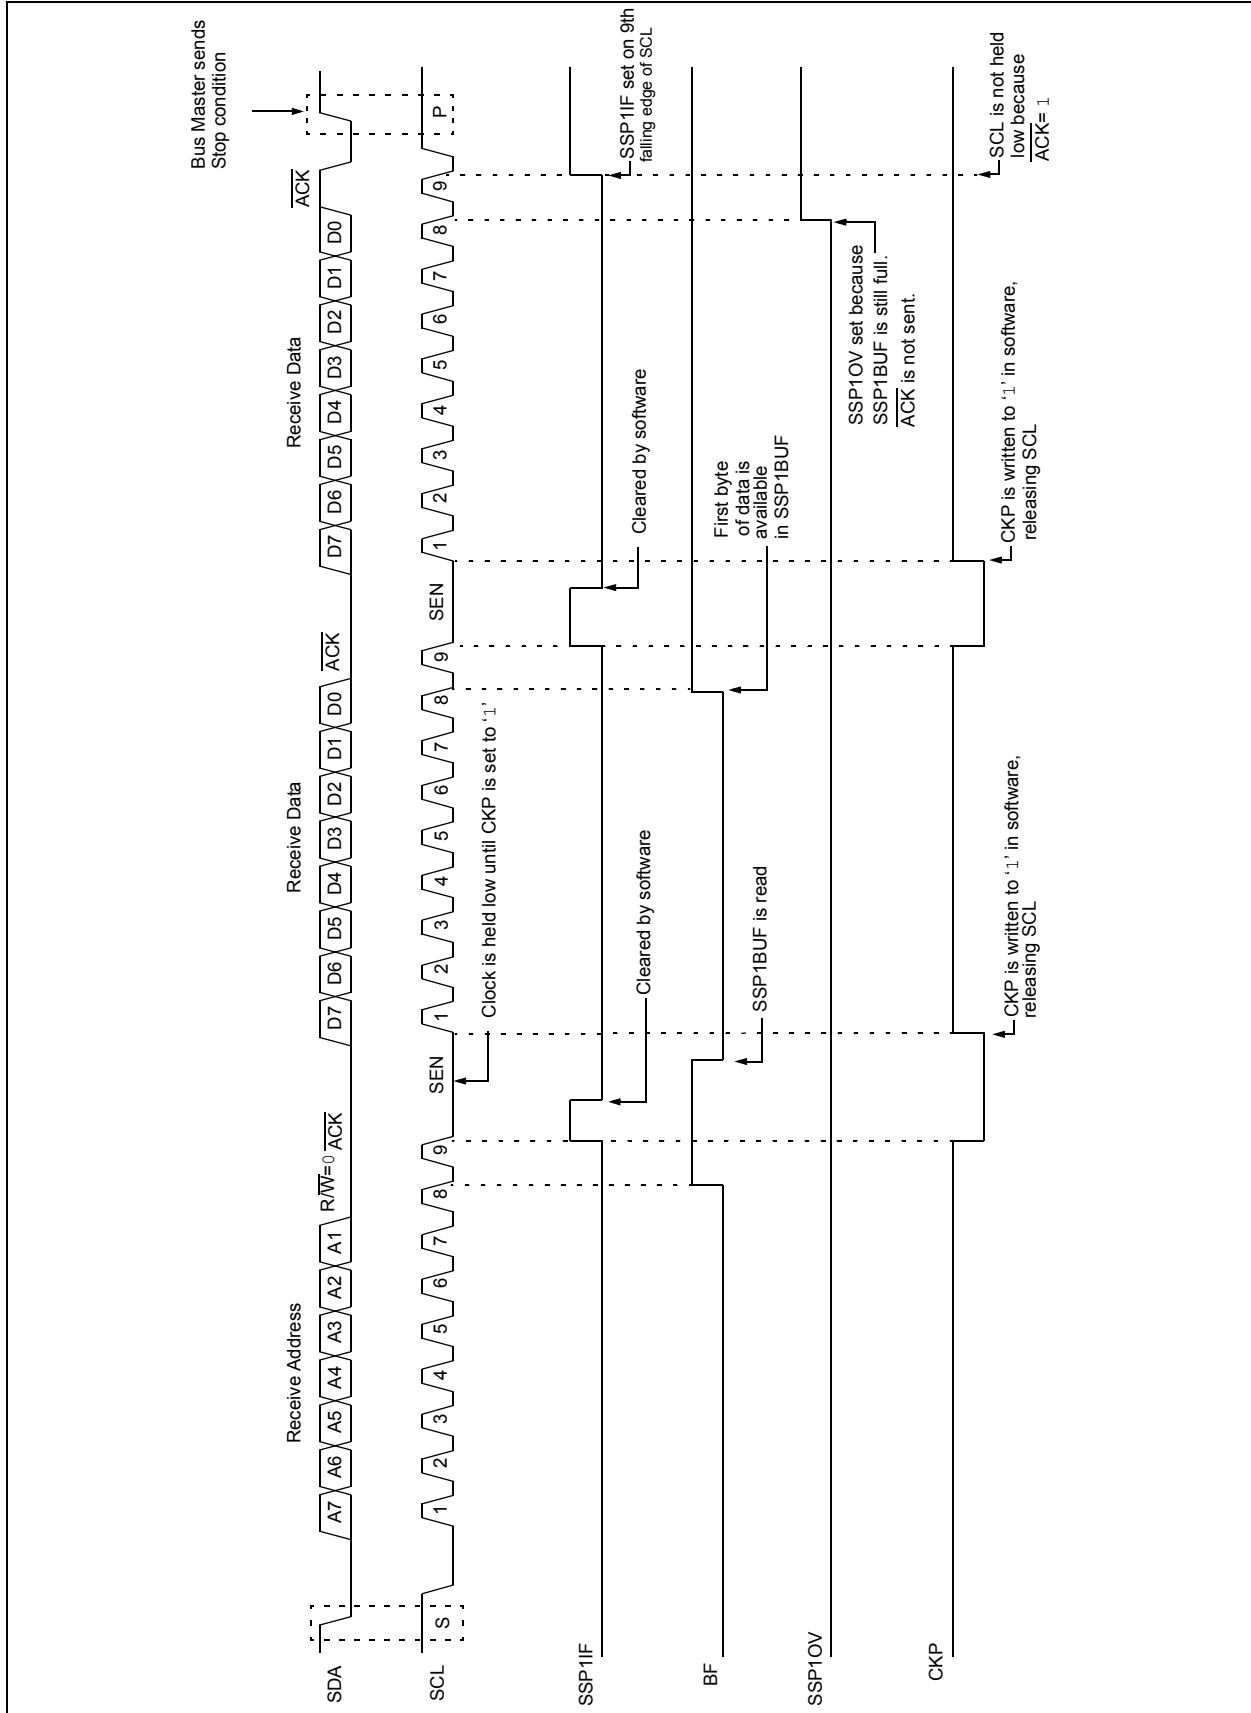 Bus Master sends
Stop condition
Receive Address
Receive Data
Receive Data
SDA
A7 A6 A5 A4 A3 A2 A1 R/W=0 ACK D7 D6 D5 D4 D3 D2 D1 D0 ACK D7 D6 D5 D4 D3 D2 D1 D0 ACK
SCL
S 1 2 3 4 5 6 7 8 9 SEN 1 2 3 4 5 6 7 8 9 SEN 1 2 3 4 5 6 7 8 9 P
Clock is held low until CKP is set to ‘1’
SSP1IF
Cleared by software
Cleared by software
SSP1IF set on 9th
falling edge of SCL
BF
SSP1BUF is read
First byte
of data is
available
in SSP1BUF
SSP1OV
SSP1OV set because
SSP1BUF is still full.
ACK is not sent.
CKP
CKP is written to ‘1’ in software,
releasing SCL
CKP is written to ‘1’ in software,
releasing SCL
SCL is not held
low because
ACK= 1